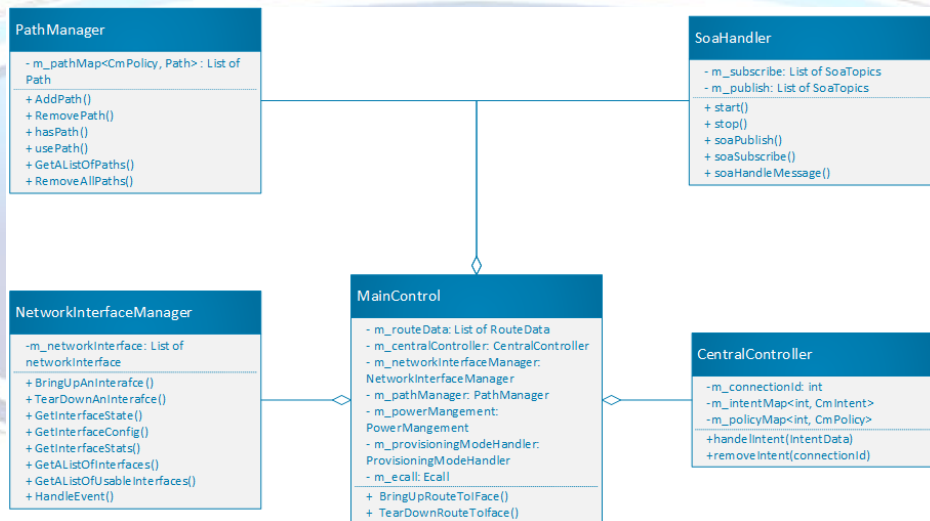 PathManager
- m_pathMap<CmPolicy, Path> : List of
Path
+ AddPath()
+ RemovePath()
+ hasPath()
+ usePath()
+ GetAListOfPaths()
+ RemoveAllPaths()
SoaHandler
- m_subscribe: List of SoaTopics
- m_publish: List of SoaTopics
+ start()
+ stop()
+ soaPublish()
+ soaSubscribe()
+ soaHandleMessage()
NetworkInterfaceManager
-m_networkInterface: List of
networkInterface
+ BringUpAnInterafce()
+ TearDownAnInterafce()
+ GetInterfaceState()
+ GetInterfaceConfig()
+ GetInterfaceStats()
+ GetAListOfInterfaces()
+ GetAListOfUsableInterfaces()
+ HandleEvent()
MainControl
- m_routeData: List of RouteData
- m_centralController: CentralController
- m_networkInterfaceManager:
NetworkInterfaceManager
- m_pathManager: PathManager
- m_powerMangement:
PowerMangement
- m_provisioningModeHandler:
ProvisioningModeHandler
- m_ecall: Ecall
+ BringUpRouteToIFace()
+ TearDownRouteToIface()
CentralController
-m_connectionId: int
-m_intentMap<int, CmIntent>
-m_policyMap<int, CmPolicy>
+handelIntent(IntentData)
+removeIntent(connectionId)